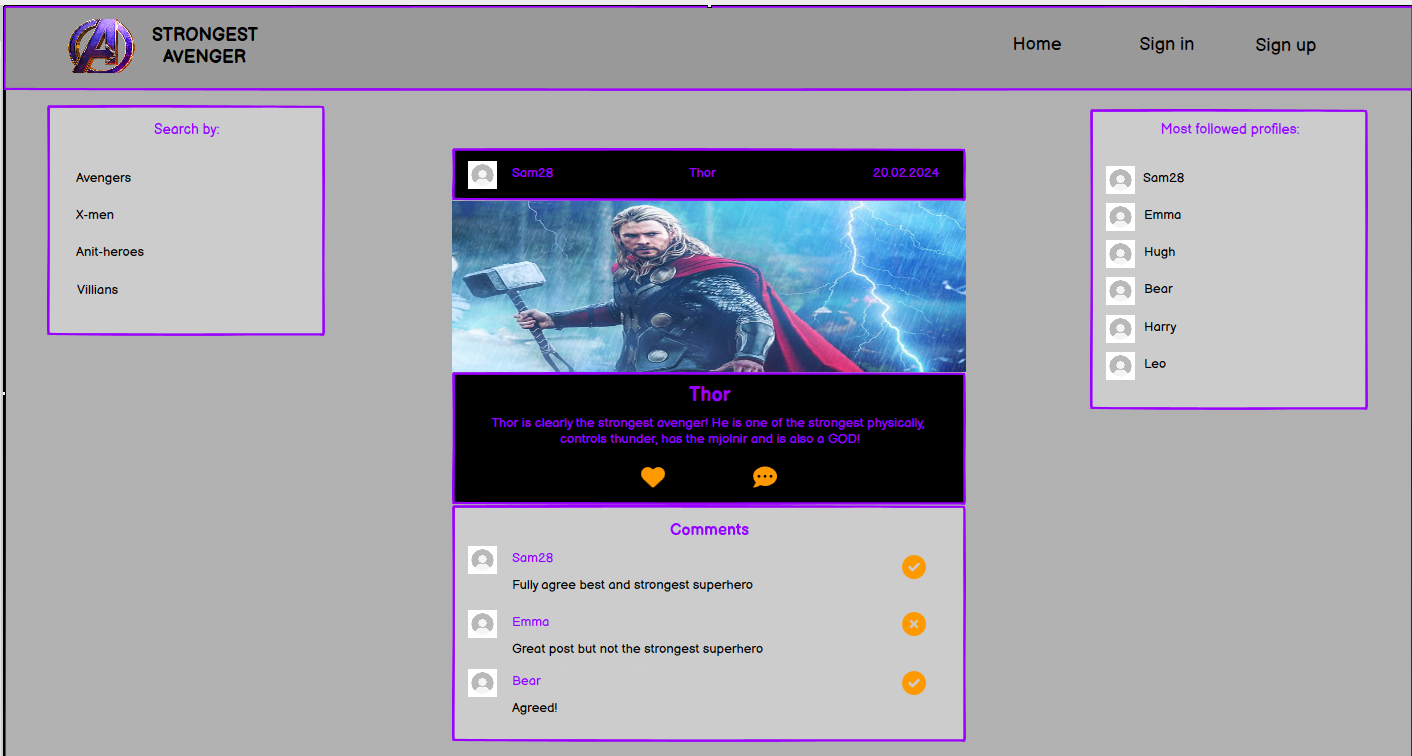 STRONGEST
AVENGER
Home
Sign in
Sign up
Search by:
Avengers
X-men
Anit-heroes
Villians
Sam28
Thor
20.02.2024
Thor
Thor is clearly the strongest avenger! He is one of the strongest physically,
controls thunder, has the mjolnir and is also a GOD!
Comments
Sam28
Fully agree best and strongest superhero
Emma
Great post but not the strongest superhero
Bear
Agreed!
Most followed profiles:
Sam28
Emma
Hugh
Bear
Harry
Leo